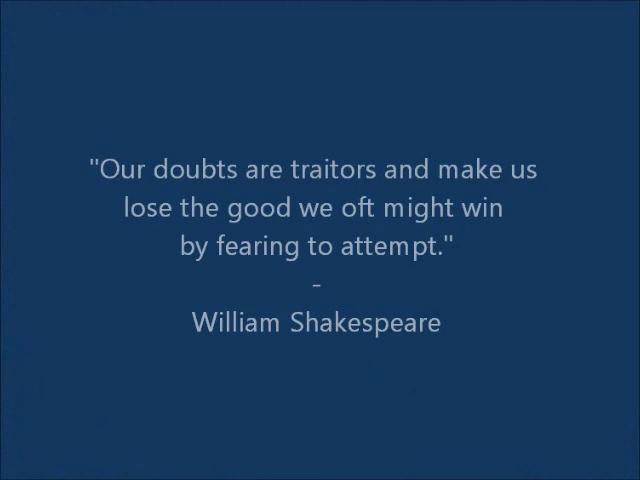 "Our doubts are traitors and make us
lose the good we oft might win
by fearing to attempt."
-
William Shakespeare